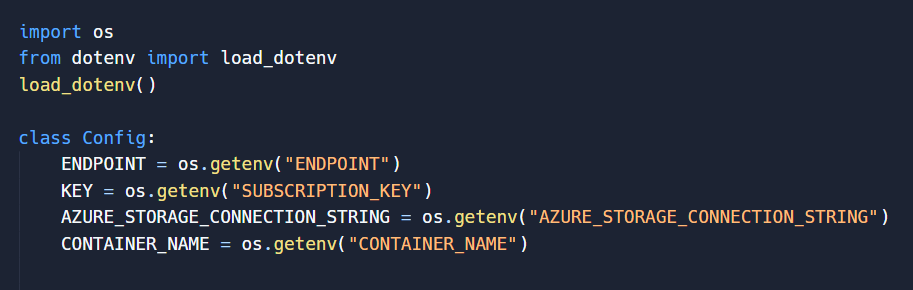 import os
from dotenv import load_dotenv
load_dotenv()

class Config:
    ENDPOINT = os.getenv("ENDPOINT")
    KEY = os.getenv("SUBSCRIPTION_KEY")
    AZURE_STORAGE_CONNECTION_STRING = os.getenv("AZURE_STORAGE_CONNECTION_STRING")
    CONTAINER_NAME = os.getenv("CONTAINER_NAME")